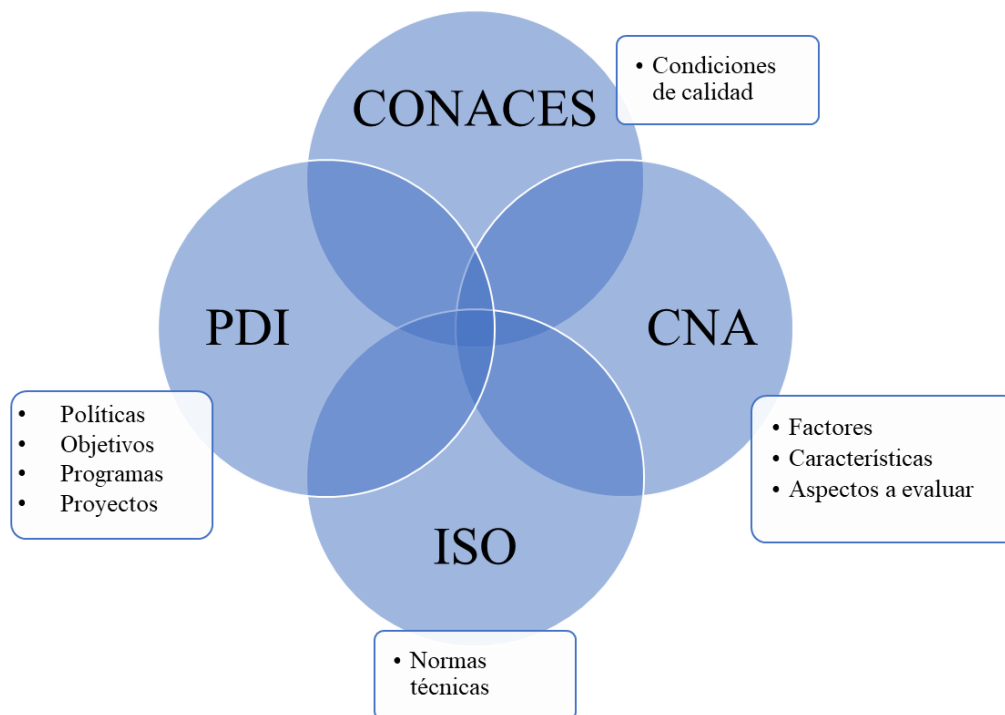 CONACES
• Condiciones
de calidad
PDI
CNA
• Políticas
• Objetivos
• Programas
• Proyectos
• Factores
• Características
• Aspectos a evaluar
ISO
• Normas
técnicas